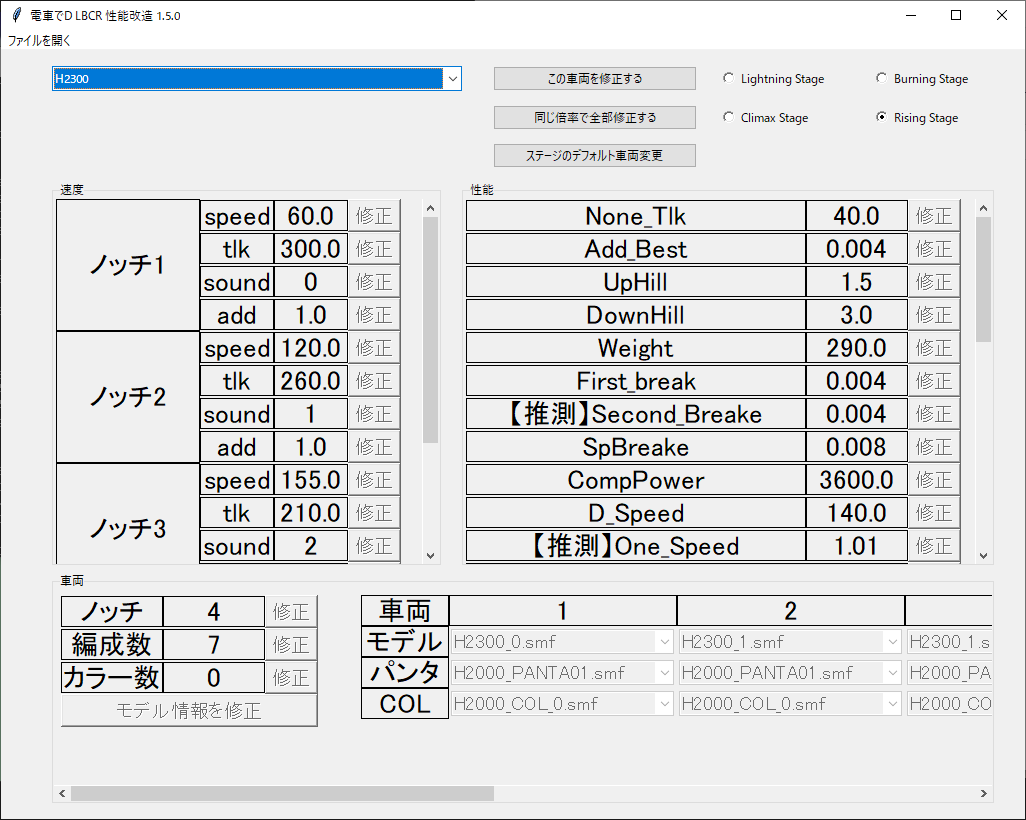 電車でD LBCR 性能改造 1.5.0
ファイルを開く
H2300
この車両を修正する
Lightning Stage
Burning Stage
同じ倍率で全部修正する
Climax Stage
Rising Stage
ステージのデフォルト車両変更
速度
ノッチ1
speed 60.0 修正
tlk 300.0 修正
sound 0 修正
add 1.0 修正
ノッチ2
speed 120.0 修正
tlk 260.0 修正
sound 1 修正
add 1.0 修正
ノッチ3
speed 155.0 修正
tlk 210.0 修正
sound 2 修正
性能
None_Tlk 40.0 修正
Add_Best 0.004 修正
UpHill 1.5 修正
DownHill 3.0 修正
Weight 290.0 修正
First_break 0.004 修正
【推測】Second_Breake 0.004 修正
SpBreake 0.008 修正
CompPower 3600.0 修正
D_Speed 140.0 修正
【推測】One_Speed 1.01 修正
車両
ノッチ 4 修正
編成数 7 修正
カラー数 0 修正
モデル情報を修正
車両 1 2
モデル H2300_0.smf H2300_1.smf H2300_1.s
パンタ H2000_PANTA01.smf H2000_PANTA01.smf H2000_PA
COL H2000_COL_0.smf H2000_COL_0.smf H2000_CO